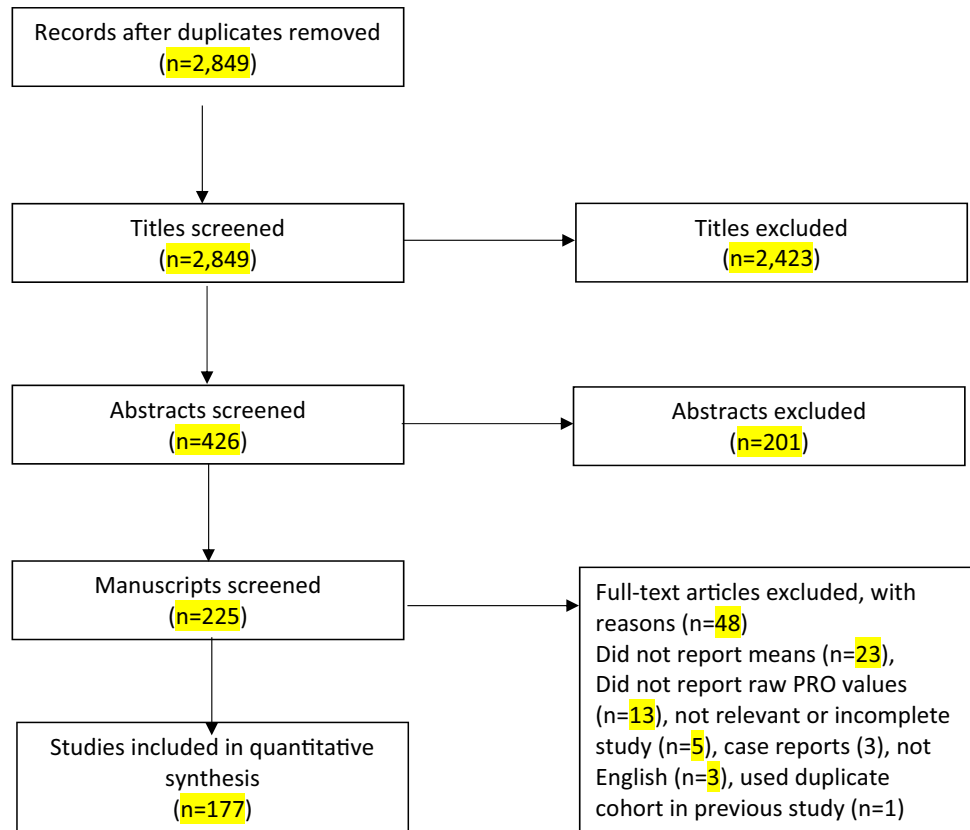 Records after duplicates removed
(n=2,849)
Titles screened
(n=2,849)
Titles excluded
(n=2,423)
Abstracts screened
(n=426)
Abstracts excluded
(n=201)
Manuscripts screened
(n=225)
Full-text articles excluded, with
reasons (n=48)
Did not report means (n=23),
Did not report raw PRO values
(n=13), not relevant or incomplete
study (n=5), case reports (3), not
English (n=3), used duplicate
cohort in previous study (n=1)
Studies included in quantitative
synthesis
(n=177)